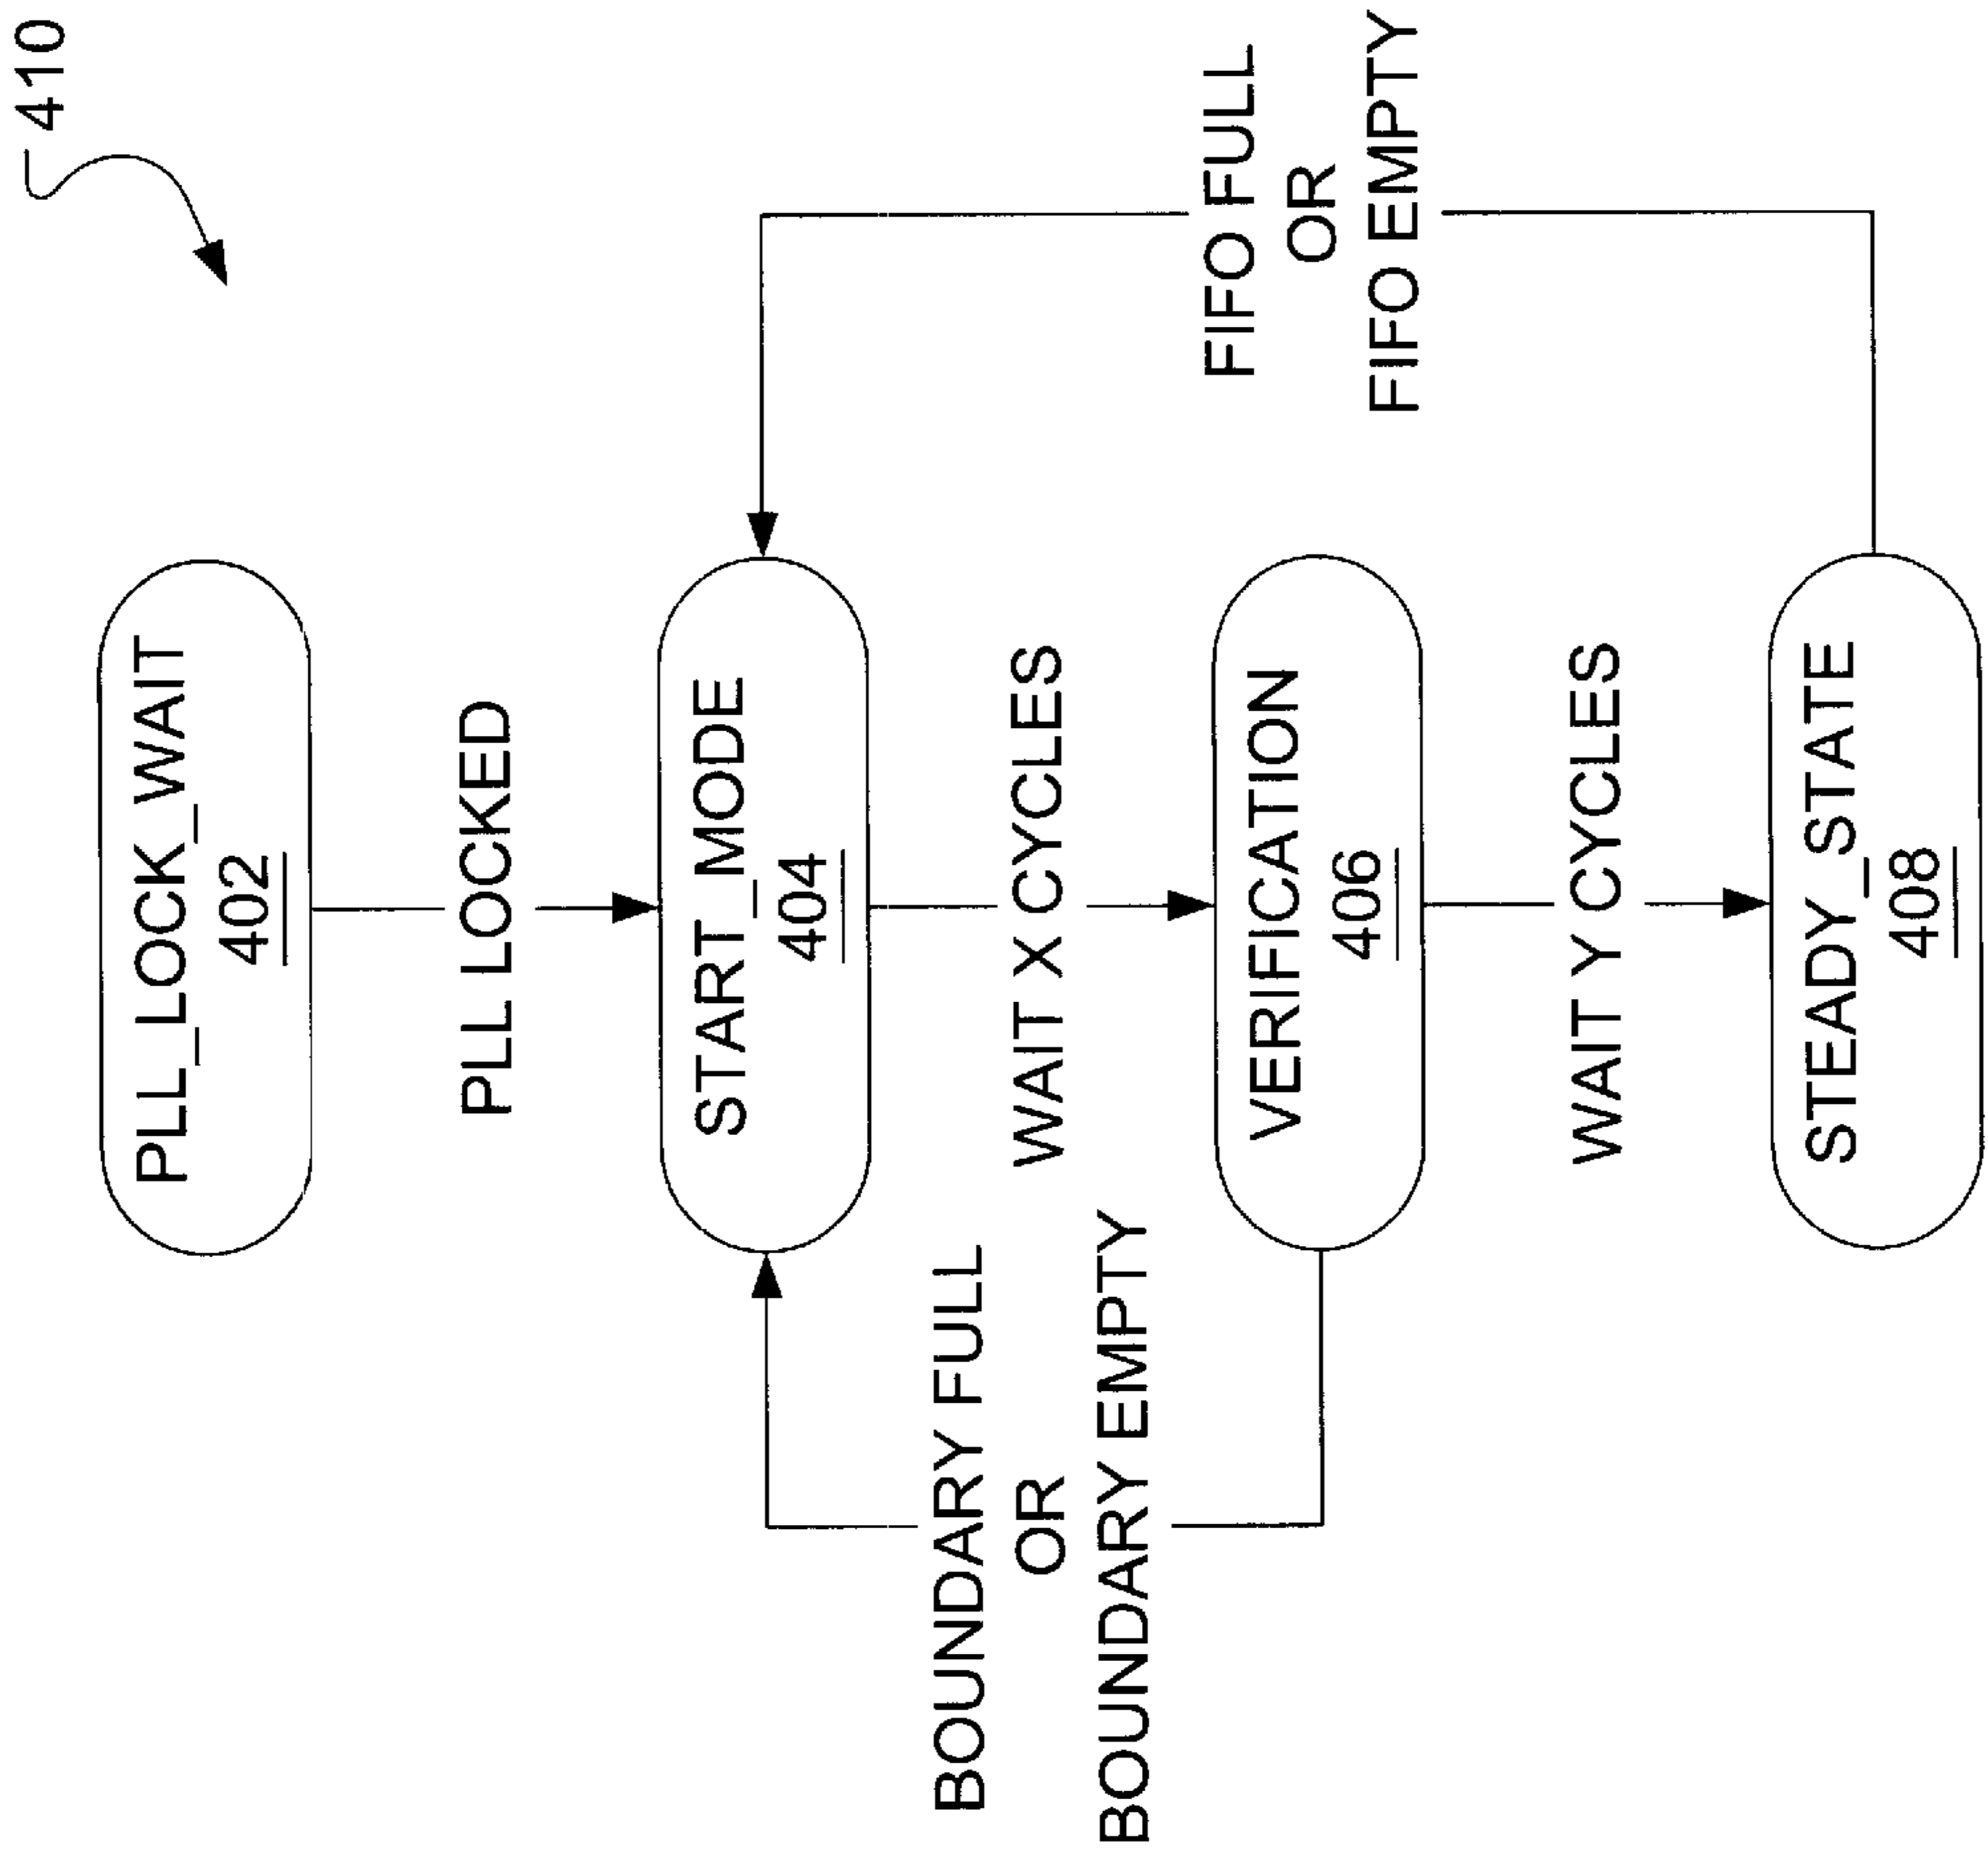 410
PLL_LOCK_WAIT
402
PLL LOCKED
START_MODE
404
BOUNDARY FULL
OR
BOUNDARY EMPTY
WAIT X CYCLES
FIFO FULL
OR
FIFO EMPTY
VERIFICATION
406
WAIT Y CYCLES
STEADY_STATE
408